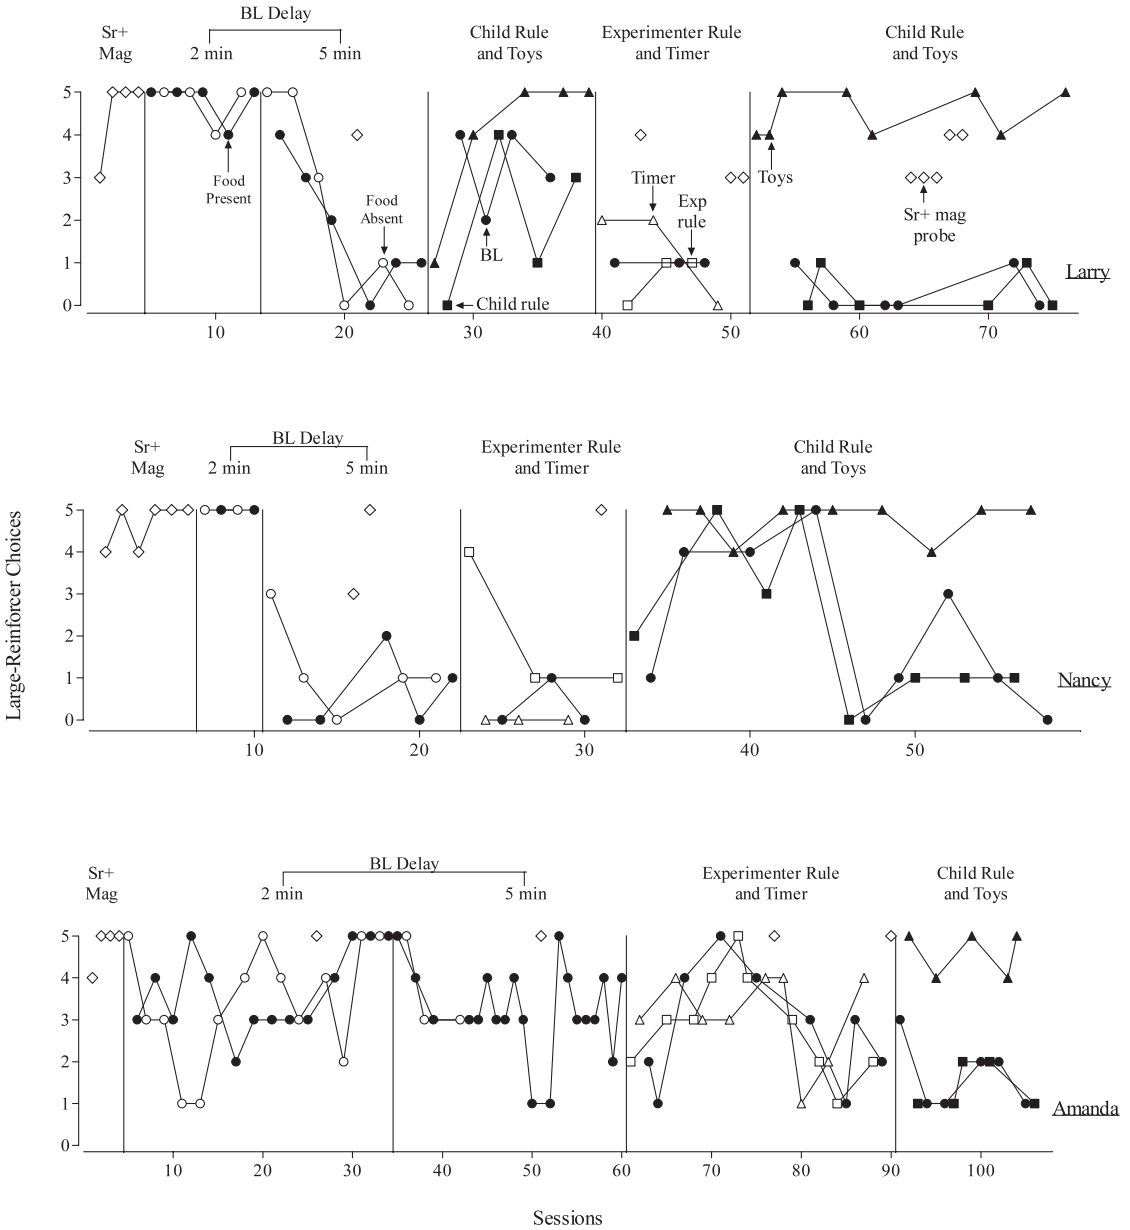 BL Delay
Sr+ Mag
2 min
5 min
Child Rule and Toys
Experimenter Rule and Timer
Child Rule and Toys
5
4
3
2
1
0
Food Present
Food Absent
BL
Child rule
Timer
Exp rule
Toys
Sr+ mag probe
Larry
10
20
30
40
50
60
70
BL Delay
Sr+ Mag
2 min
5 min
Experimenter Rule and Timer
Child Rule and Toys
Large-Reinforcer Choices
5
4
3
2
1
0
Nancy
10
20
30
40
50
BL Delay
Sr+ Mag
2 min
5 min
Experimenter Rule and Timer
Child Rule and Toys
5
4
3
2
1
0
Amanda
10
20
30
40
50
60
70
80
90
100
Sessions